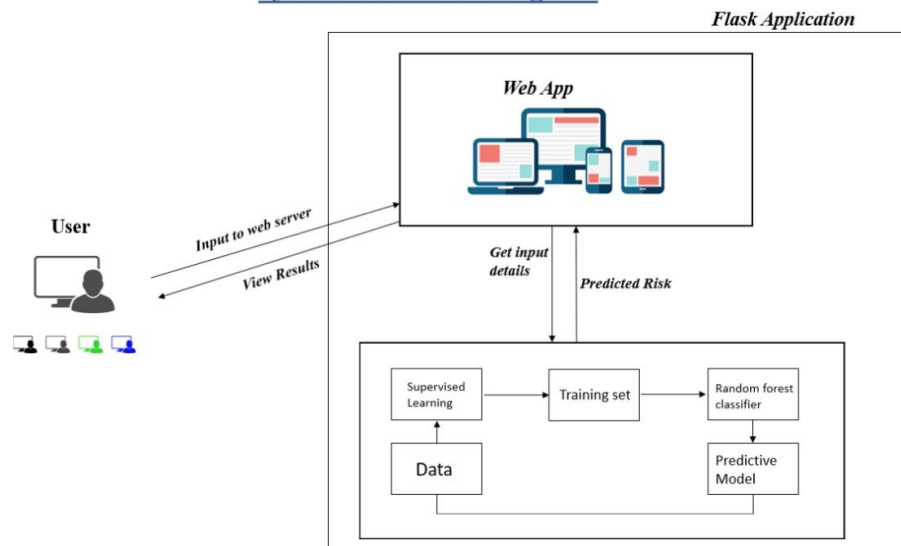 Flask Application
Web App
User
Input to web server
View Results
Get input
details
Predicted Risk
Supervised
Learning
Training set
Random forest
classifier
Data
Predictive
Model